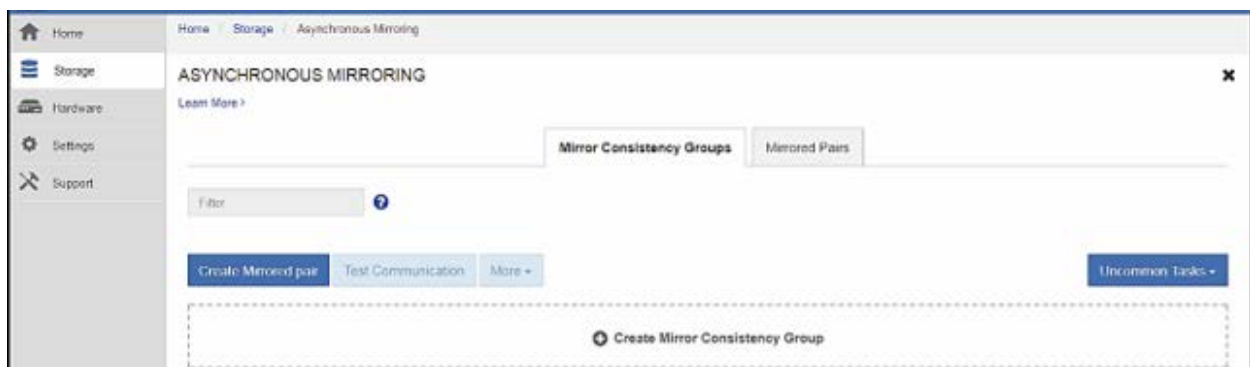 Home
Storage
Hardware
Settings
Support
Home / Storage / Asynchronous Mirroring
ASYNCHRONOUS MIRRORING
Learn More >
Mirror Consistency Groups
Mirrored Pairs
Filter
Create Mirrored pair
Test Communication
More
Uncommon Tasks
Create Mirror Consistency Group